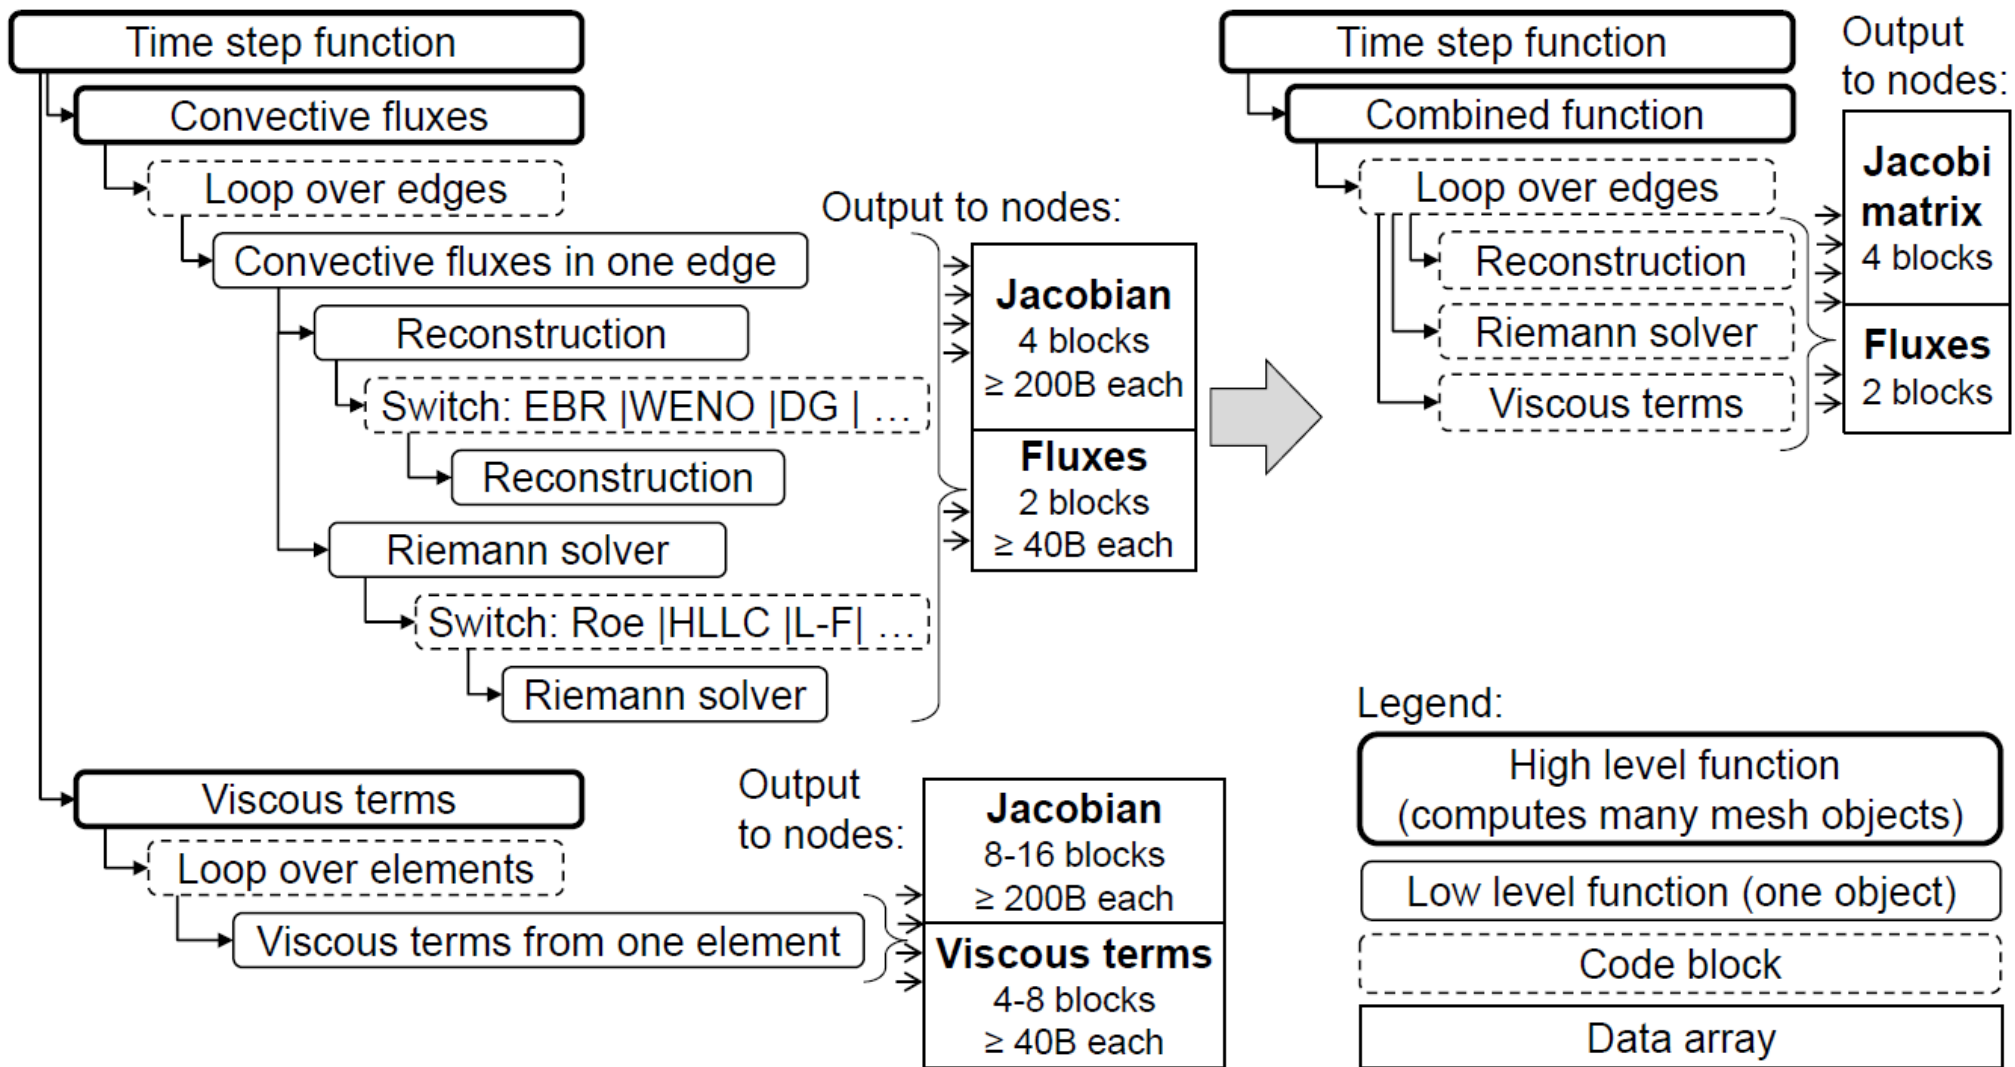 Time step function
Convective fluxes
Loop over edges
Convective fluxes in one edge
Reconstruction
Switch: EBR |WENO |DG | ...
Reconstruction
Riemann solver
Switch: Roe |HLLC |L-F| ...
Riemann solver
Output to nodes:
Jacobian
4 blocks
≥ 200B each
Fluxes
2 blocks
≥ 40B each
Viscous terms
Loop over elements
Viscous terms from one element
Output
to nodes:
Jacobian
8-16 blocks
≥ 200B each
Viscous terms
4-8 blocks
≥ 40B each
Time step function
Combined function
Loop over edges
Reconstruction
Riemann solver
Viscous terms
Output
to nodes:
Jacobi
matrix
4 blocks
Fluxes
2 blocks
Legend:
High level function
(computes many mesh objects)
Low level function (one object)
Code block
Data array